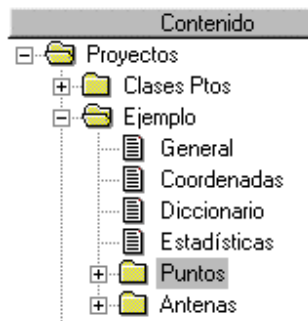 Contenido
Proyectos
Clases Ptos
Ejemplo
General
Coordenadas
Diccionario
Estadísticas
Puntos
Antenas